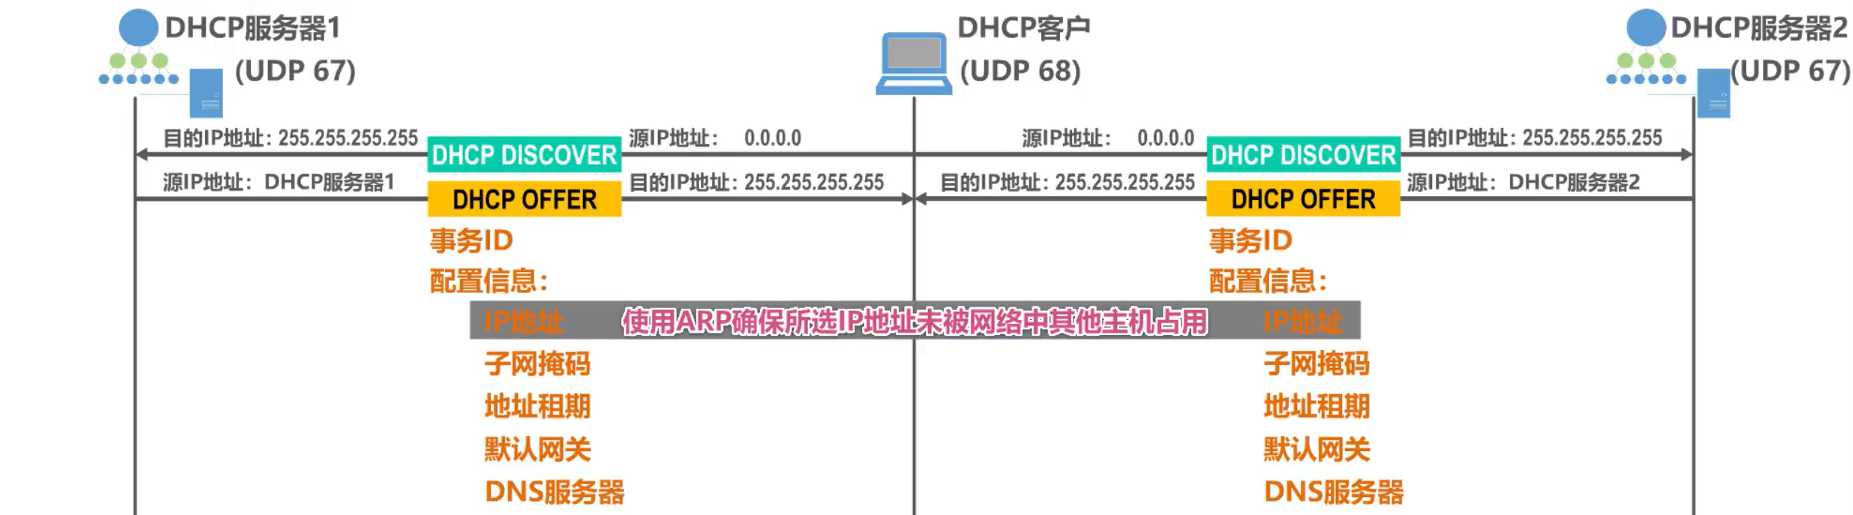 DHCP服务器1
(UDP 67)
DHCP客户
(UDP 68)
DHCP服务器2
(UDP 67)
目的IP地址：255.255.255.255 DHCP DISCOVER 源IP地址： 0.0.0.0 源IP地址： 0.0.0.0 DHCP DISCOVER 目的IP地址：255.255.255.255
源IP地址：DHCP服务器1 DHCP OFFER 目的IP地址：255.255.255.255 目的IP地址：255.255.255.255 DHCP OFFER 源IP地址：DHCP服务器2
事务ID 事务ID
配置信息： 配置信息：
IP地址 使用ARP确保所选IP地址未被网络中其他主机占用 IP地址
子网掩码 子网掩码
地址租期 地址租期
默认网关 默认网关
DNS服务器 DNS服务器